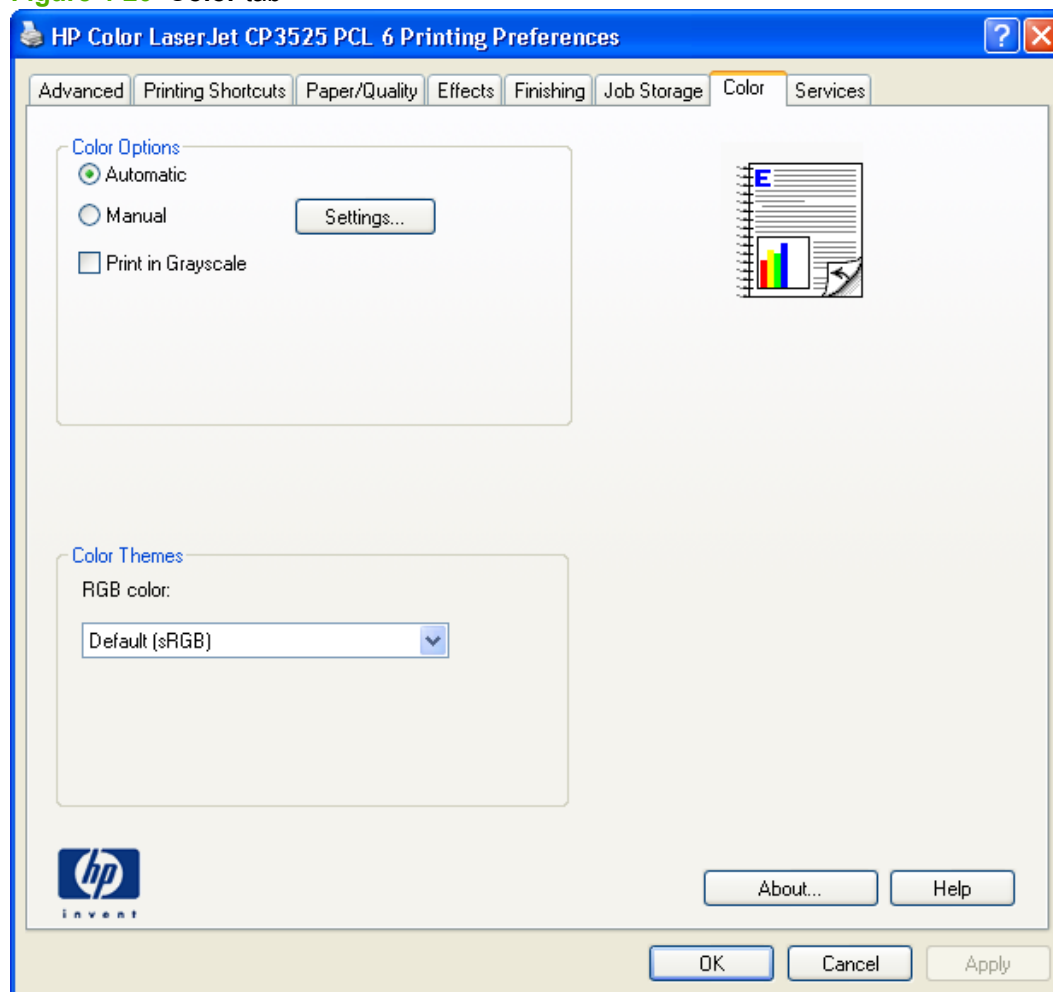 HP Color LaserJet CP3525 PCL 6 Printing Preferences
Advanced Printing Shortcuts Paper/Quality Effects Finishing Job Storage Color Services
Color Options
Automatic
Manual Settings...
Print in Grayscale
E
Color Themes
RGB color:
Default (sRGB)
hp
invent
About... Help
OK Cancel Apply